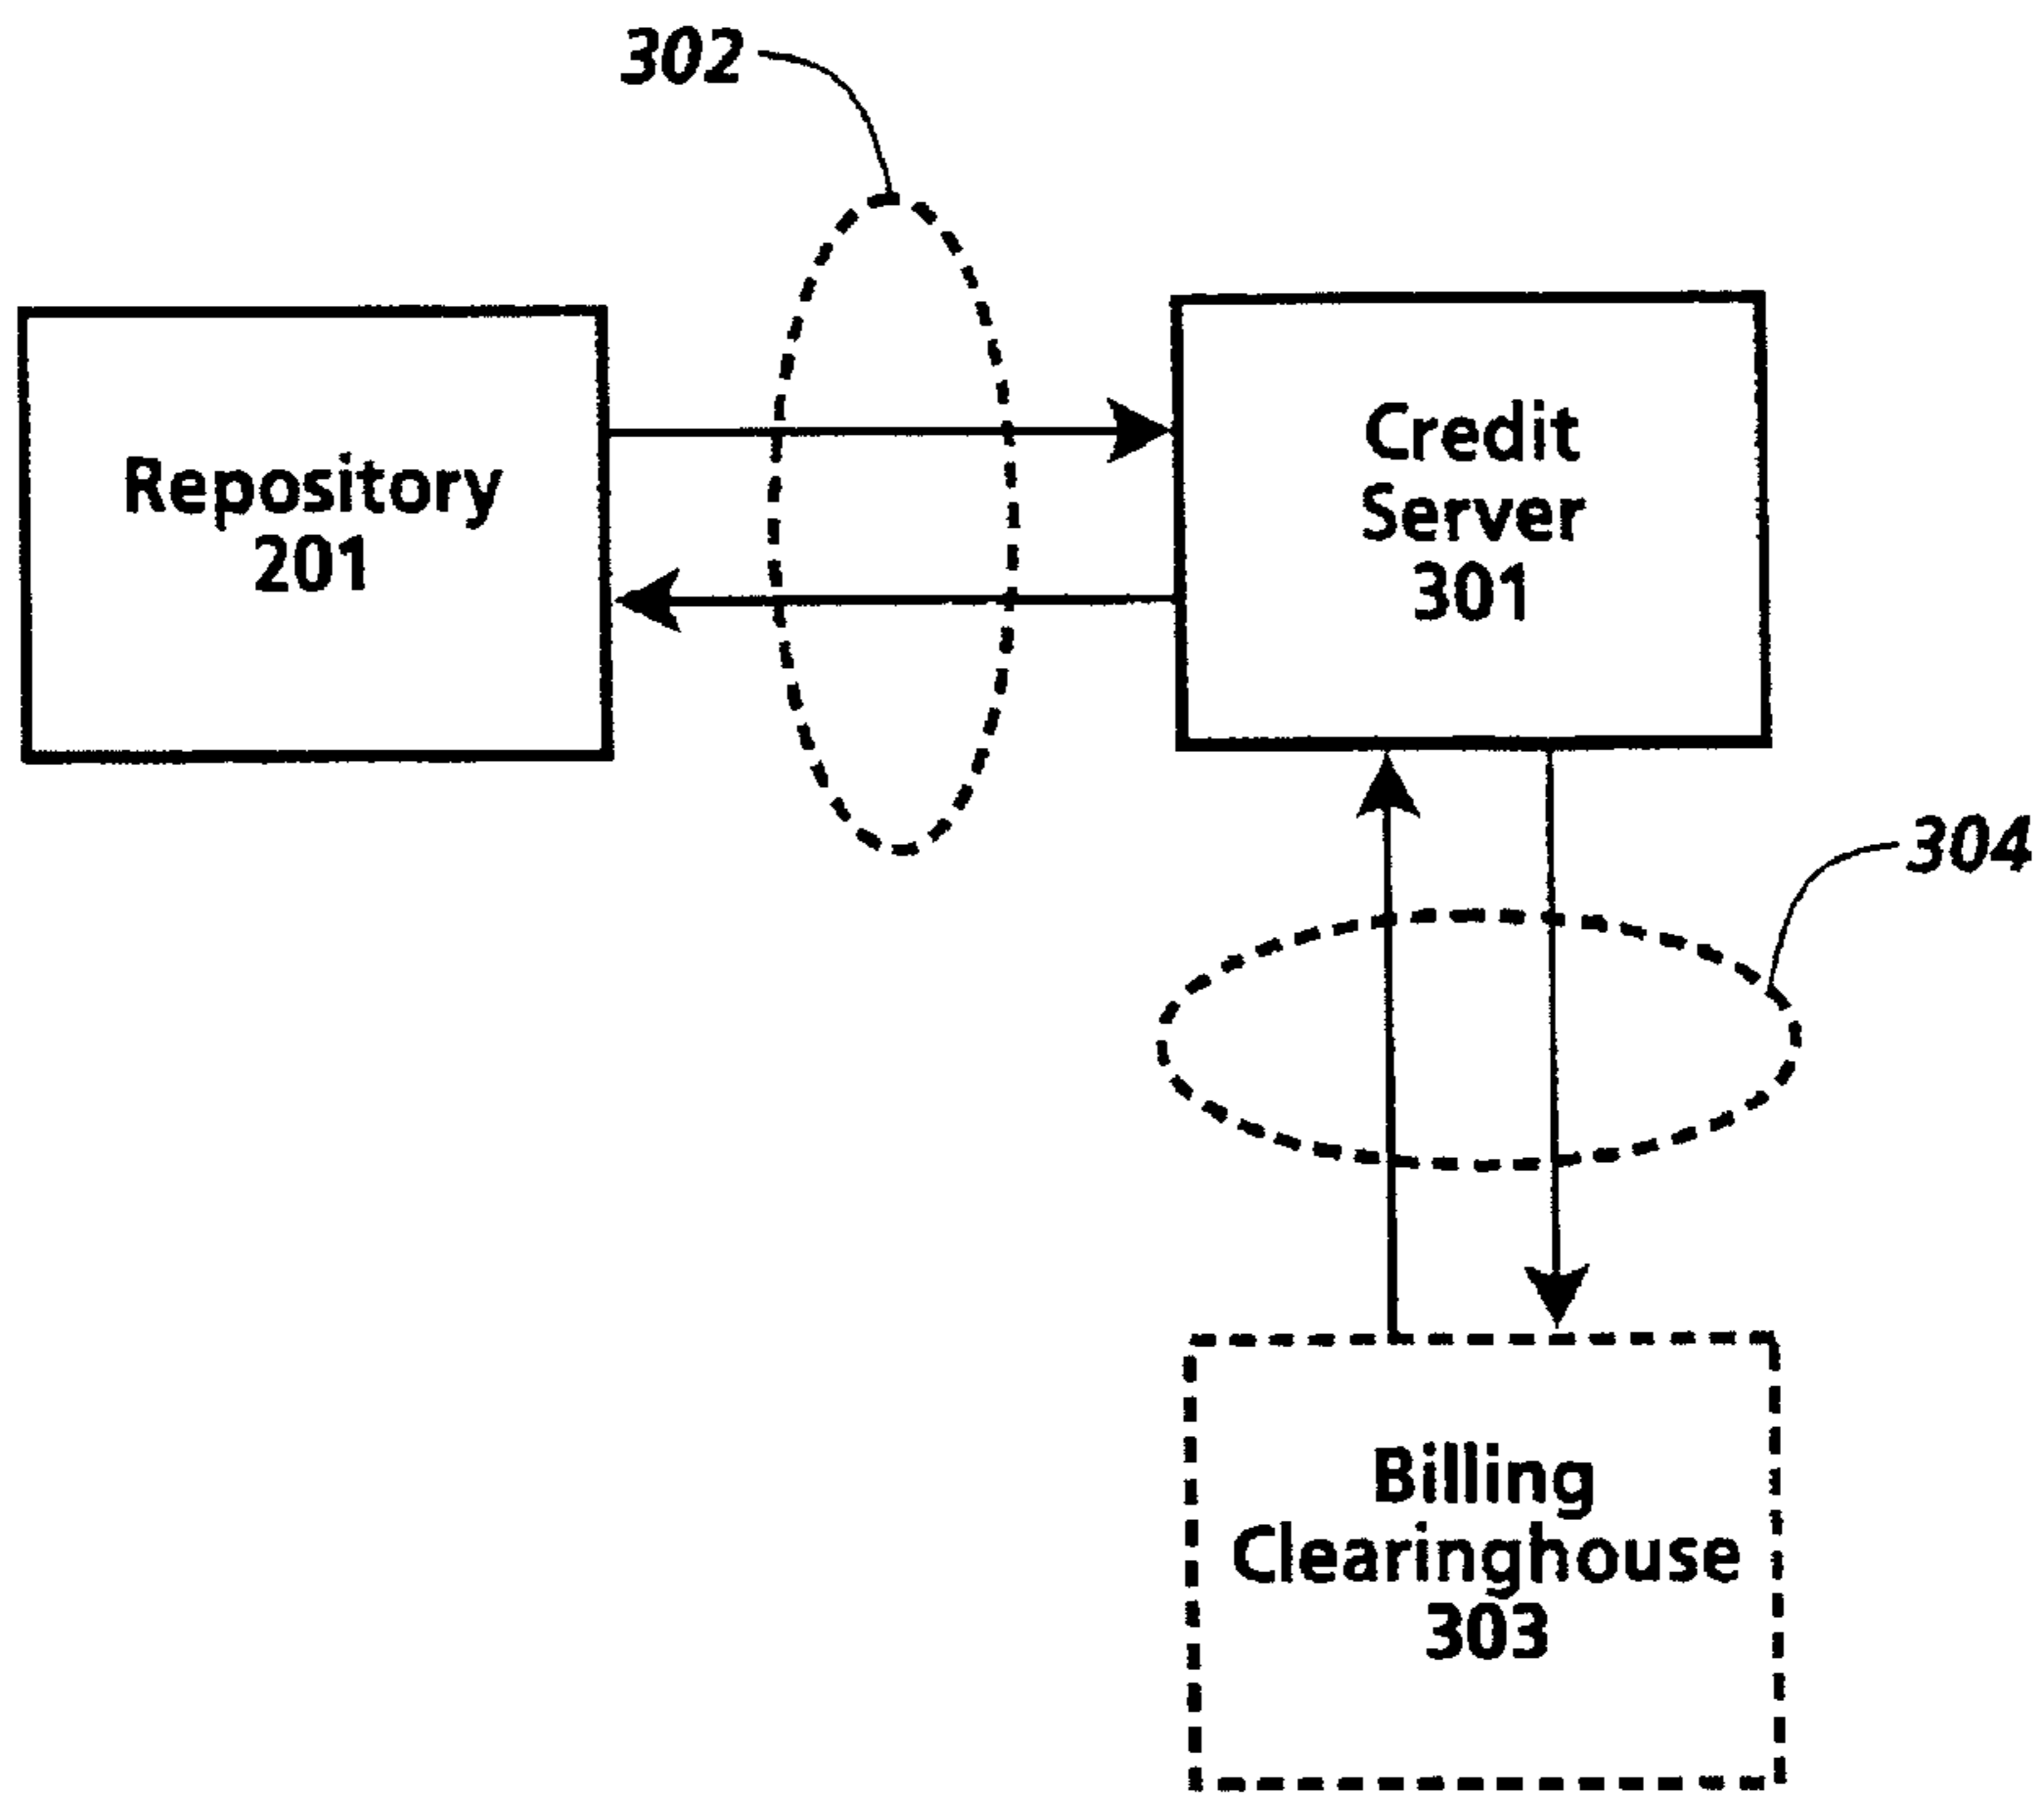 302
Repository
201
Credit
Server
301
304
Billing
Clearinghouse
303